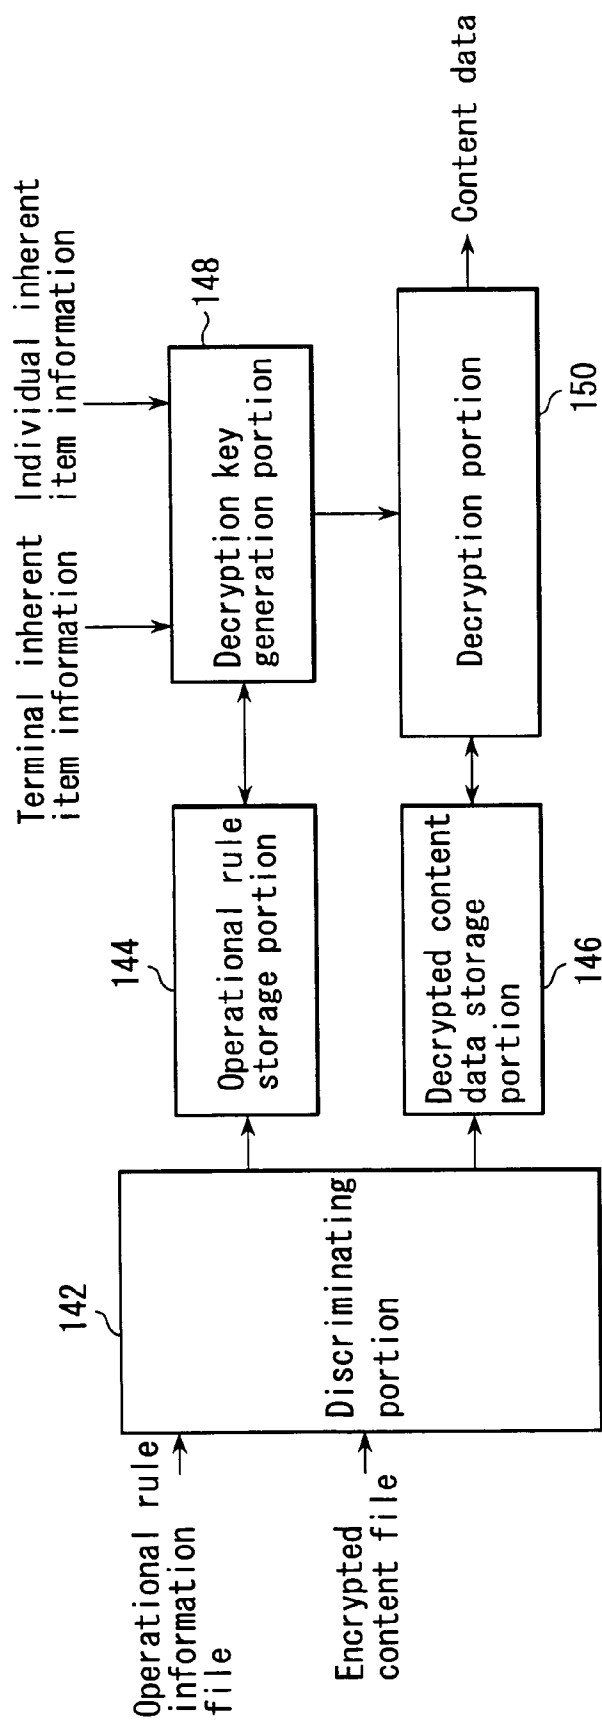 Operational rule
information
file
Encrypted
content file
142
Discriminating
portion
144
Operational rule
storage portion
Decrypted content
data storage
portion
146
Terminal inherent
item information
Individual inherent
item information
148
Decryption key
generation portion
Decryption portion
150
Content data